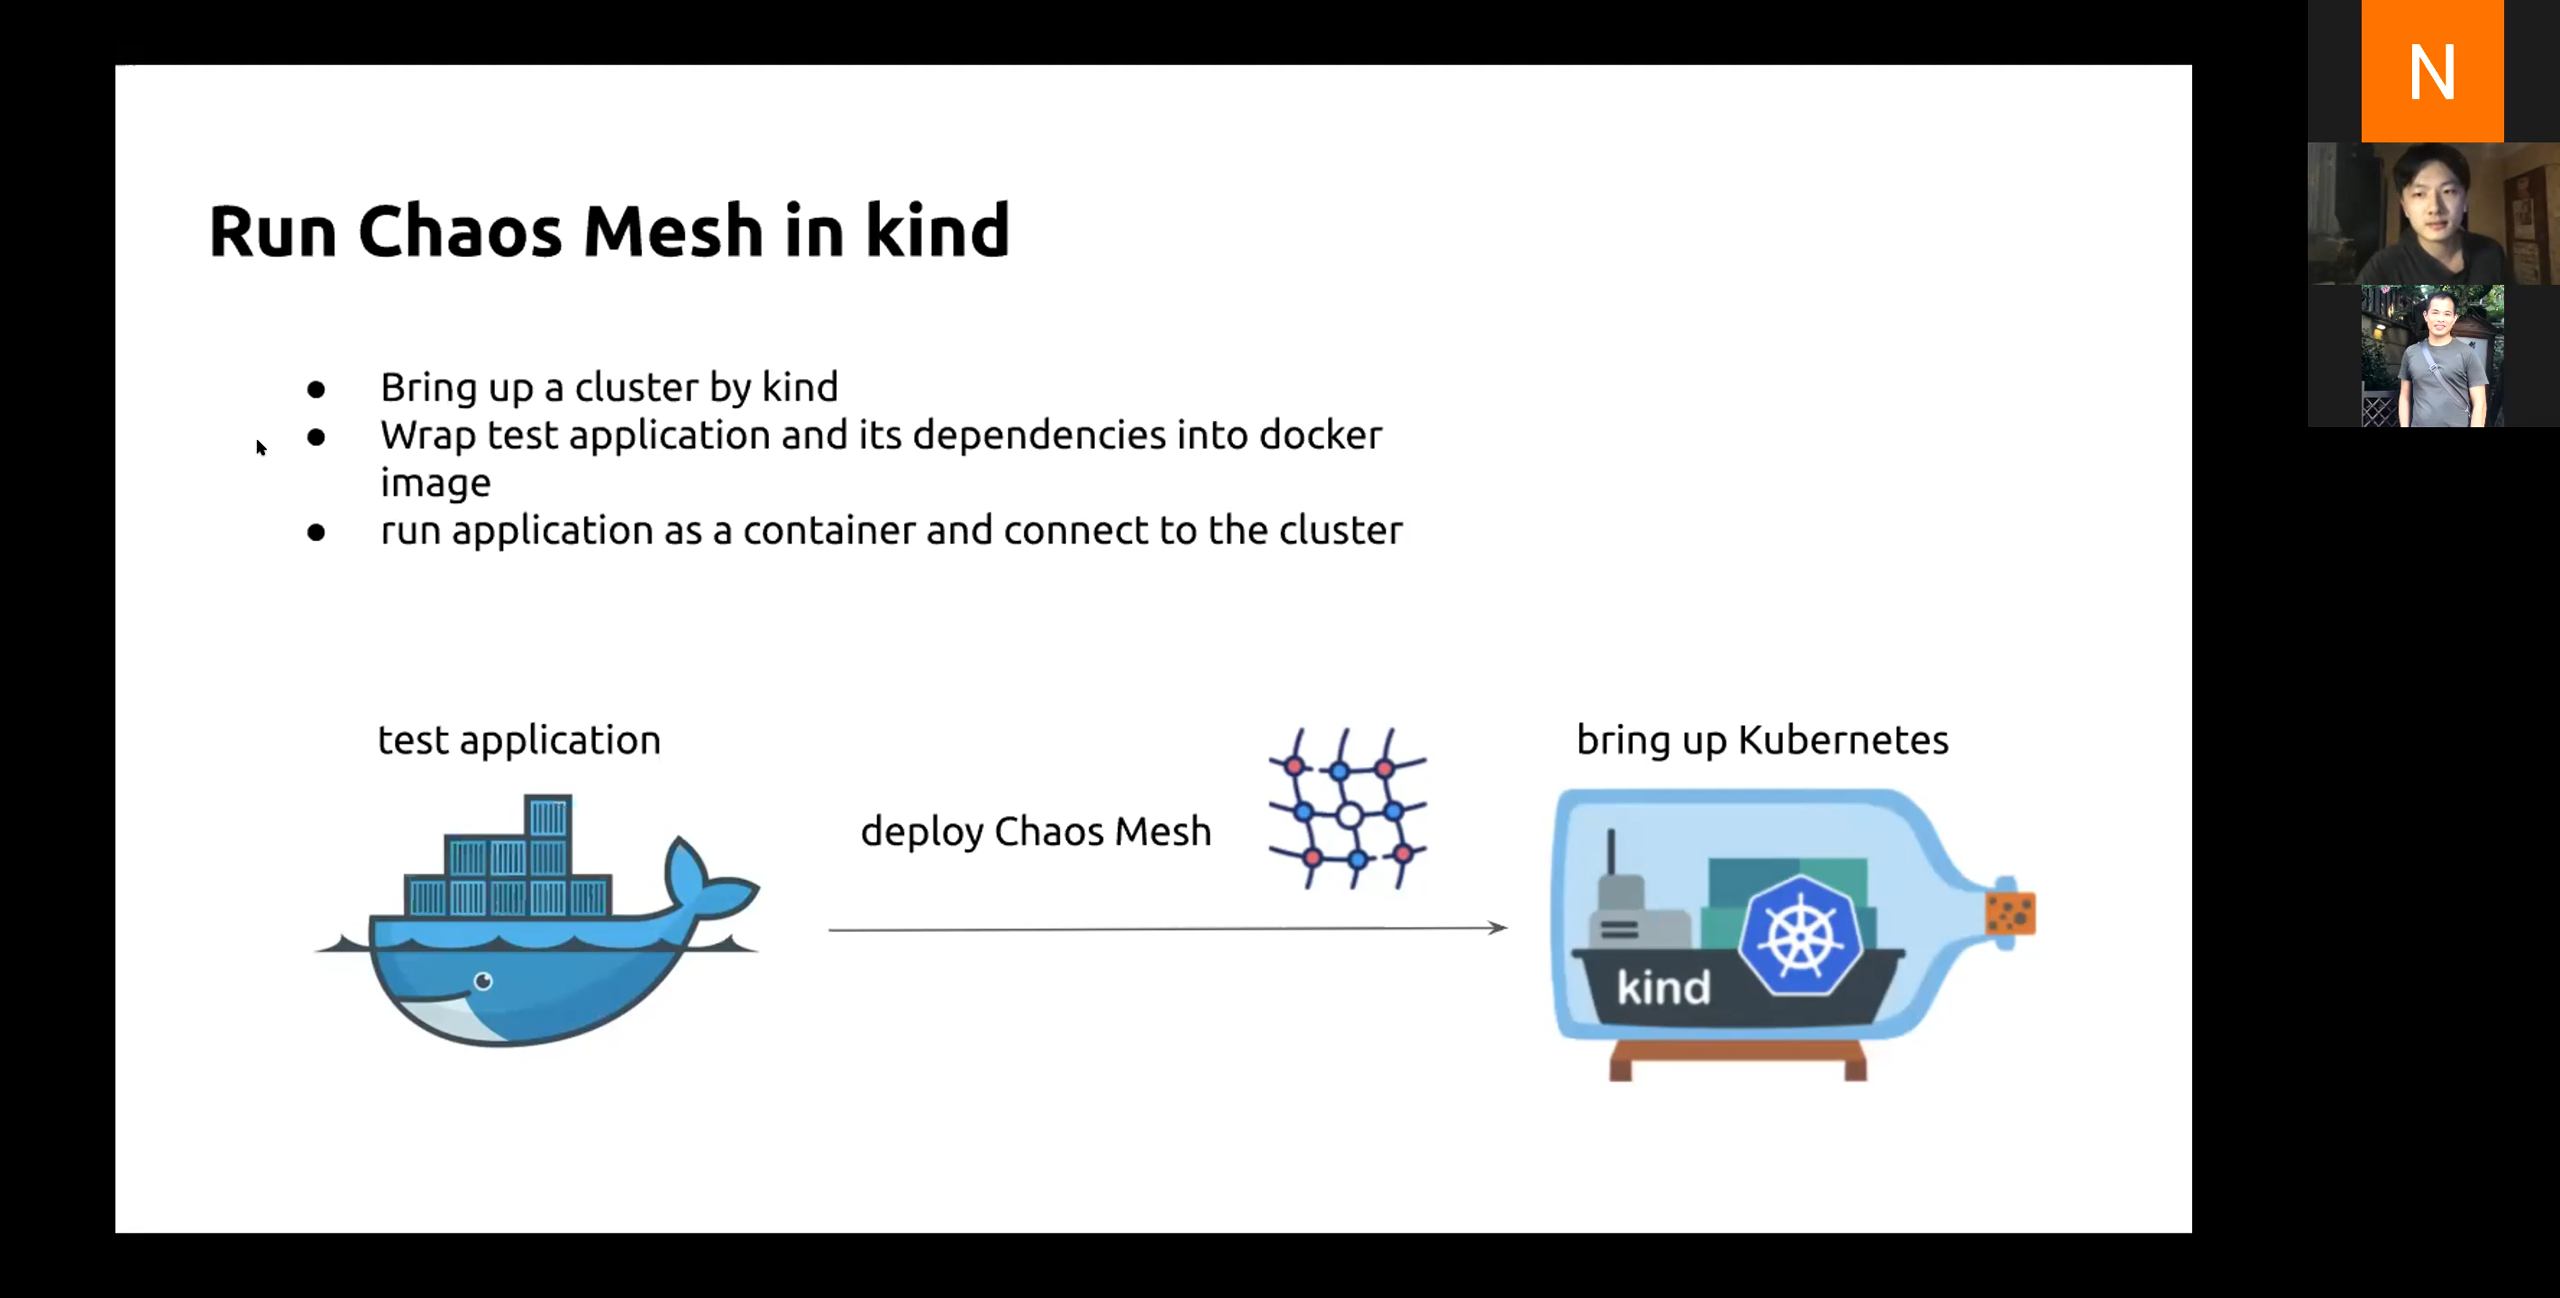 Run Chaos Mesh in kind
● Bring up a cluster by kind
● Wrap test application and its dependencies into docker
image
● run application as a container and connect to the cluster
test application
deploy Chaos Mesh
bring up Kubernetes
kind
N